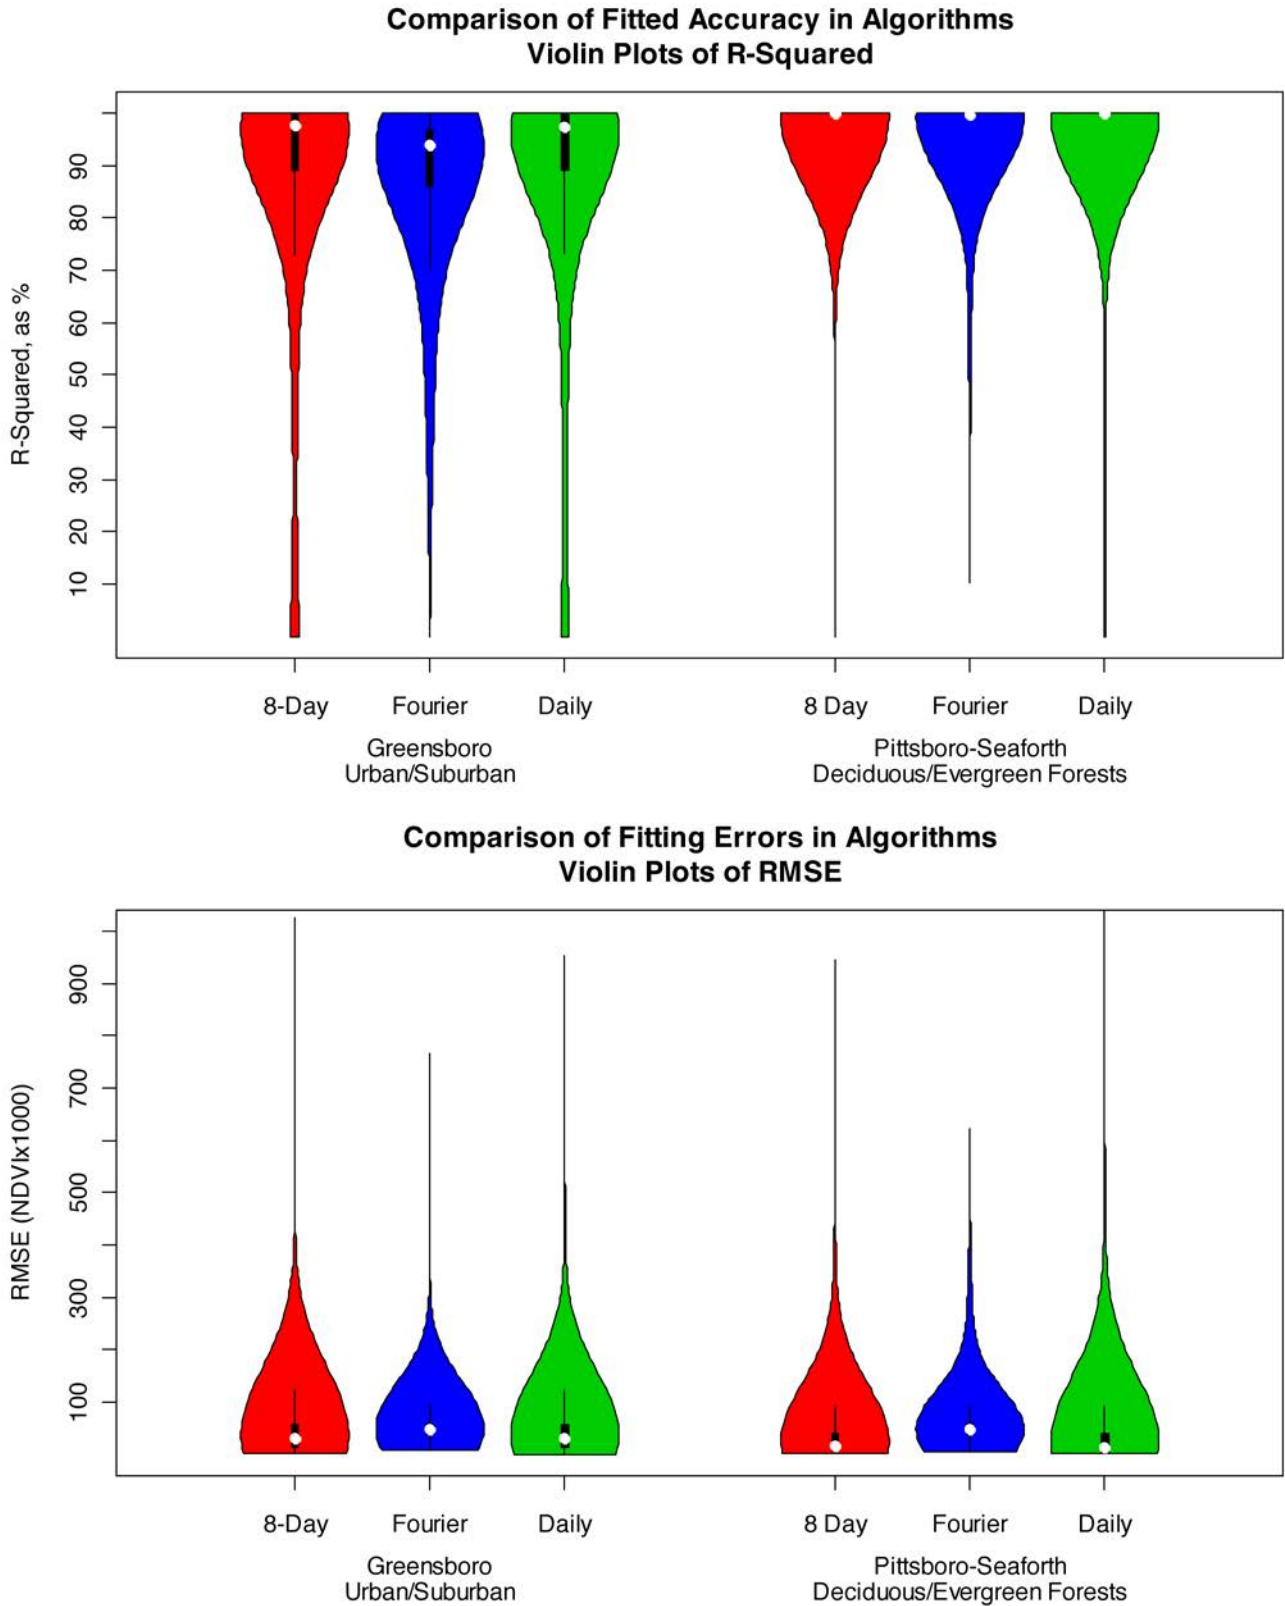 Comparison of Fitted Accuracy in Algorithms
Violin Plots of R-Squared
R-Squared, as %
90
80
70
60
50
40
30
20
10
8-Day Fourier Daily 8 Day Fourier Daily
Greensboro Pittsboro-Seaforth
Urban/Suburban Deciduous/Evergreen Forests
Comparison of Fitting Errors in Algorithms
Violin Plots of RMSE
RMSE (NDVIx1000)
900
700
500
300
100
8-Day Fourier Daily 8 Day Fourier Daily
Greensboro Pittsboro-Seaforth
Urban/Suburban Deciduous/Evergreen Forests